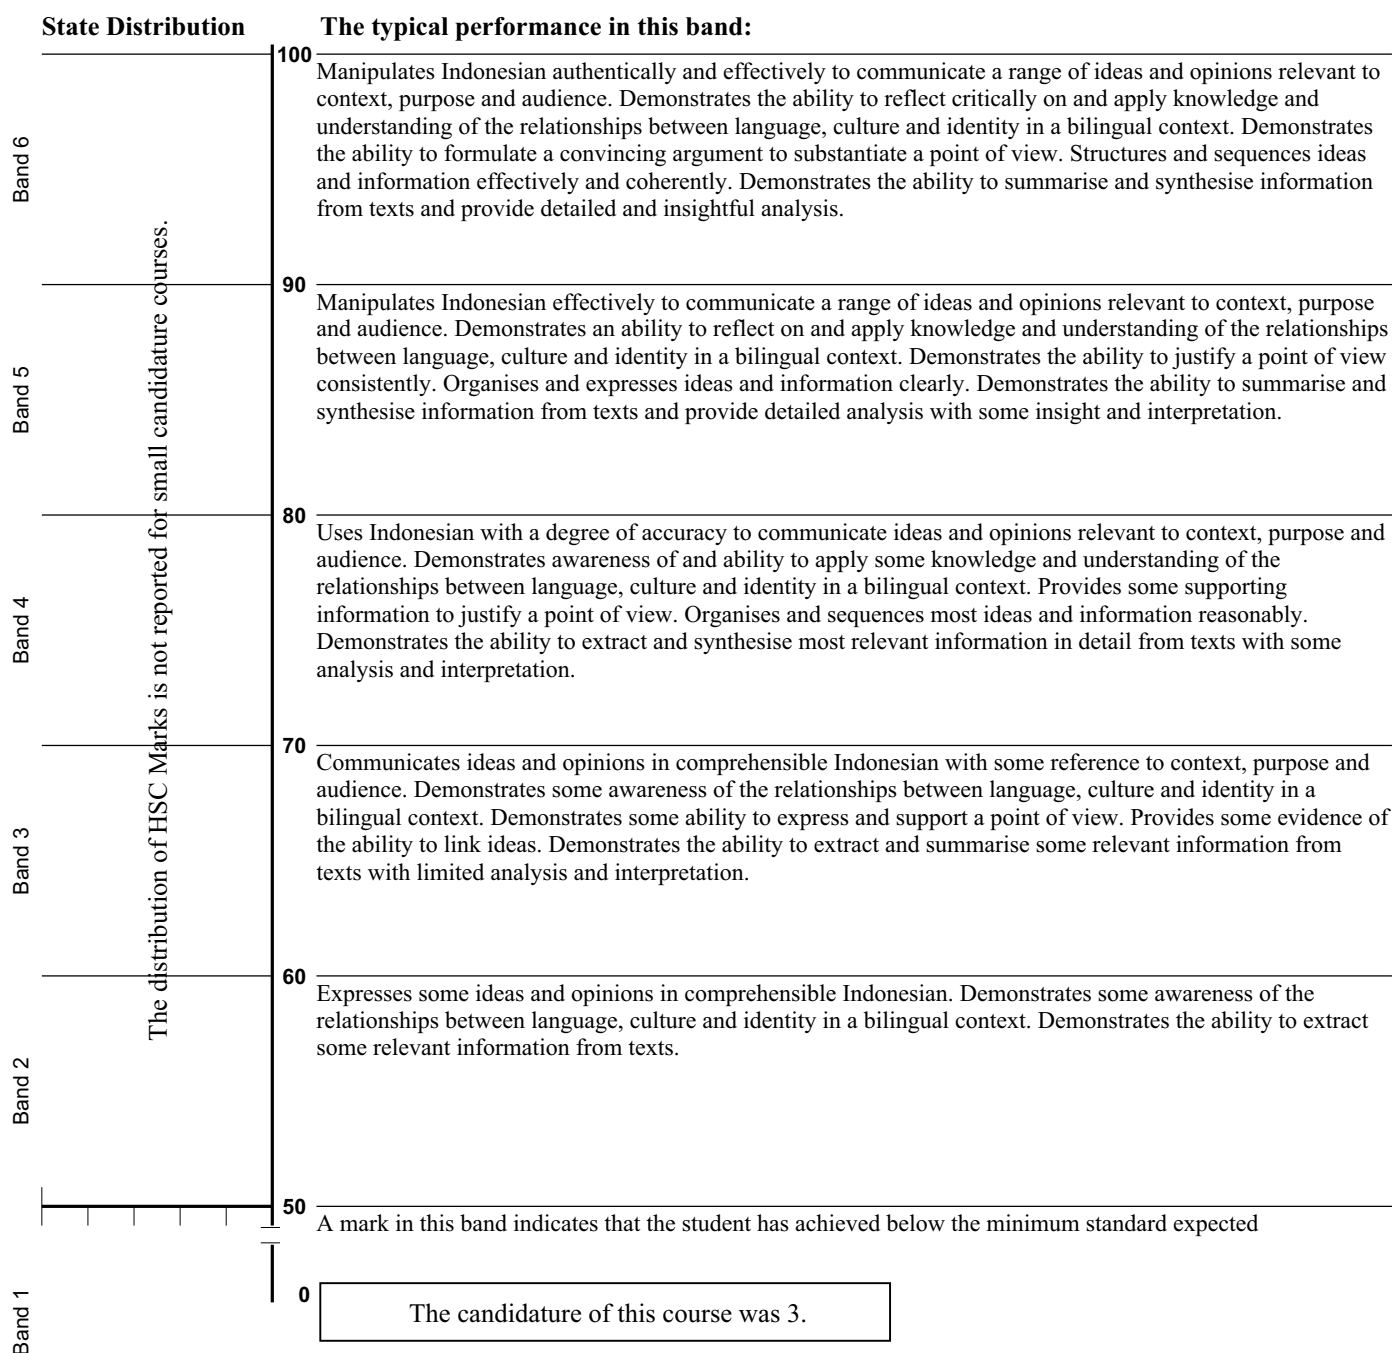 State Distribution
The typical performance in this band:
100
Manipulates Indonesian authentically and effectively to communicate a range of ideas and opinions relevant to
context, purpose and audience. Demonstrates the ability to reflect critically on and apply knowledge and
understanding of the relationships between language, culture and identity in a bilingual context. Demonstrates
the ability to formulate a convincing argument to substantiate a point of view. Structures and sequences ideas
and information effectively and coherently. Demonstrates the ability to summarise and synthesise information
from texts and provide detailed and insightful analysis.
Band 6
90
Manipulates Indonesian effectively to communicate a range of ideas and opinions relevant to context, purpose
and audience. Demonstrates an ability to reflect on and apply knowledge and understanding of the relationships
between language, culture and identity in a bilingual context. Demonstrates the ability to justify a point of view
consistently. Organises and expresses ideas and information clearly. Demonstrates the ability to summarise and
synthesise information from texts and provide detailed analysis with some insight and interpretation.
Band 5
The distribution of HSC Marks is not reported for small candidature courses.
80
Uses Indonesian with a degree of accuracy to communicate ideas and opinions relevant to context, purpose and
audience. Demonstrates awareness of and ability to apply some knowledge and understanding of the
relationships between language, culture and identity in a bilingual context. Provides some supporting
information to justify a point of view. Organises and sequences most ideas and information reasonably.
Demonstrates the ability to extract and synthesise most relevant information in detail from texts with some
analysis and interpretation.
Band 4
70
Communicates ideas and opinions in comprehensible Indonesian with some reference to context, purpose and
audience. Demonstrates some awareness of the relationships between language, culture and identity in a
bilingual context. Demonstrates some ability to express and support a point of view. Provides some evidence of
the ability to link ideas. Demonstrates the ability to extract and summarise some relevant information from
texts with limited analysis and interpretation.
Band 3
60
Expresses some ideas and opinions in comprehensible Indonesian. Demonstrates some awareness of the
relationships between language, culture and identity in a bilingual context. Demonstrates the ability to extract
some relevant information from texts.
Band 2
50
A mark in this band indicates that the student has achieved below the minimum standard expected
0
The candidature of this course was 3.
Band 1